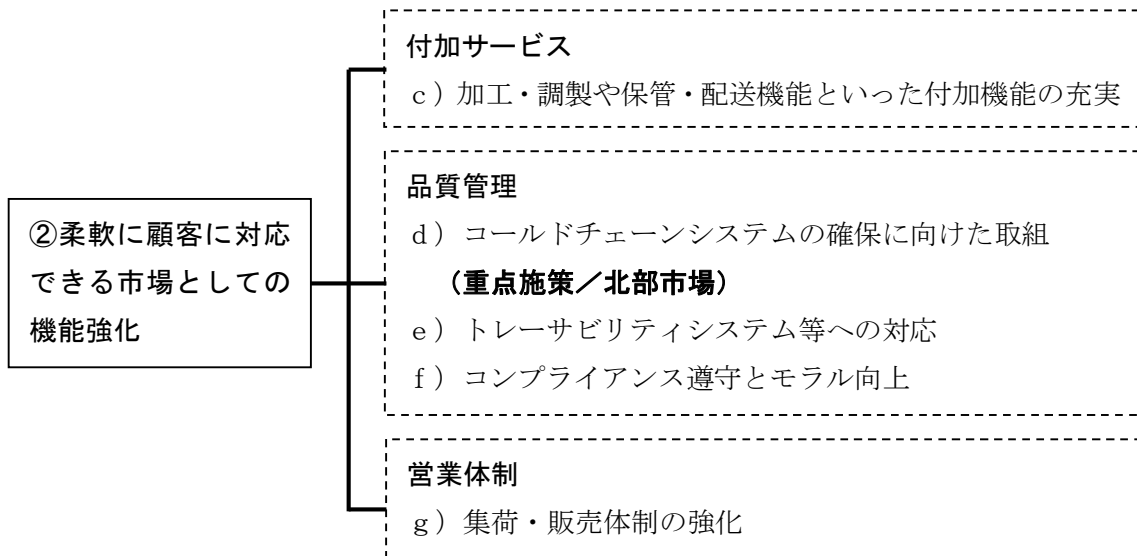 ②柔軟に顧客に対応
できる市場としての
機能強化
付加サービス
ｃ）加工・調製や保管・配送機能といった付加機能の充実
品質管理
ｄ）コールドチェーンシステムの確保に向けた取組
（重点施策／北部市場）
ｅ）トレーサビリティシステム等への対応
ｆ）コンプライアンス遵守とモラル向上
営業体制
ｇ）集荷・販売体制の強化